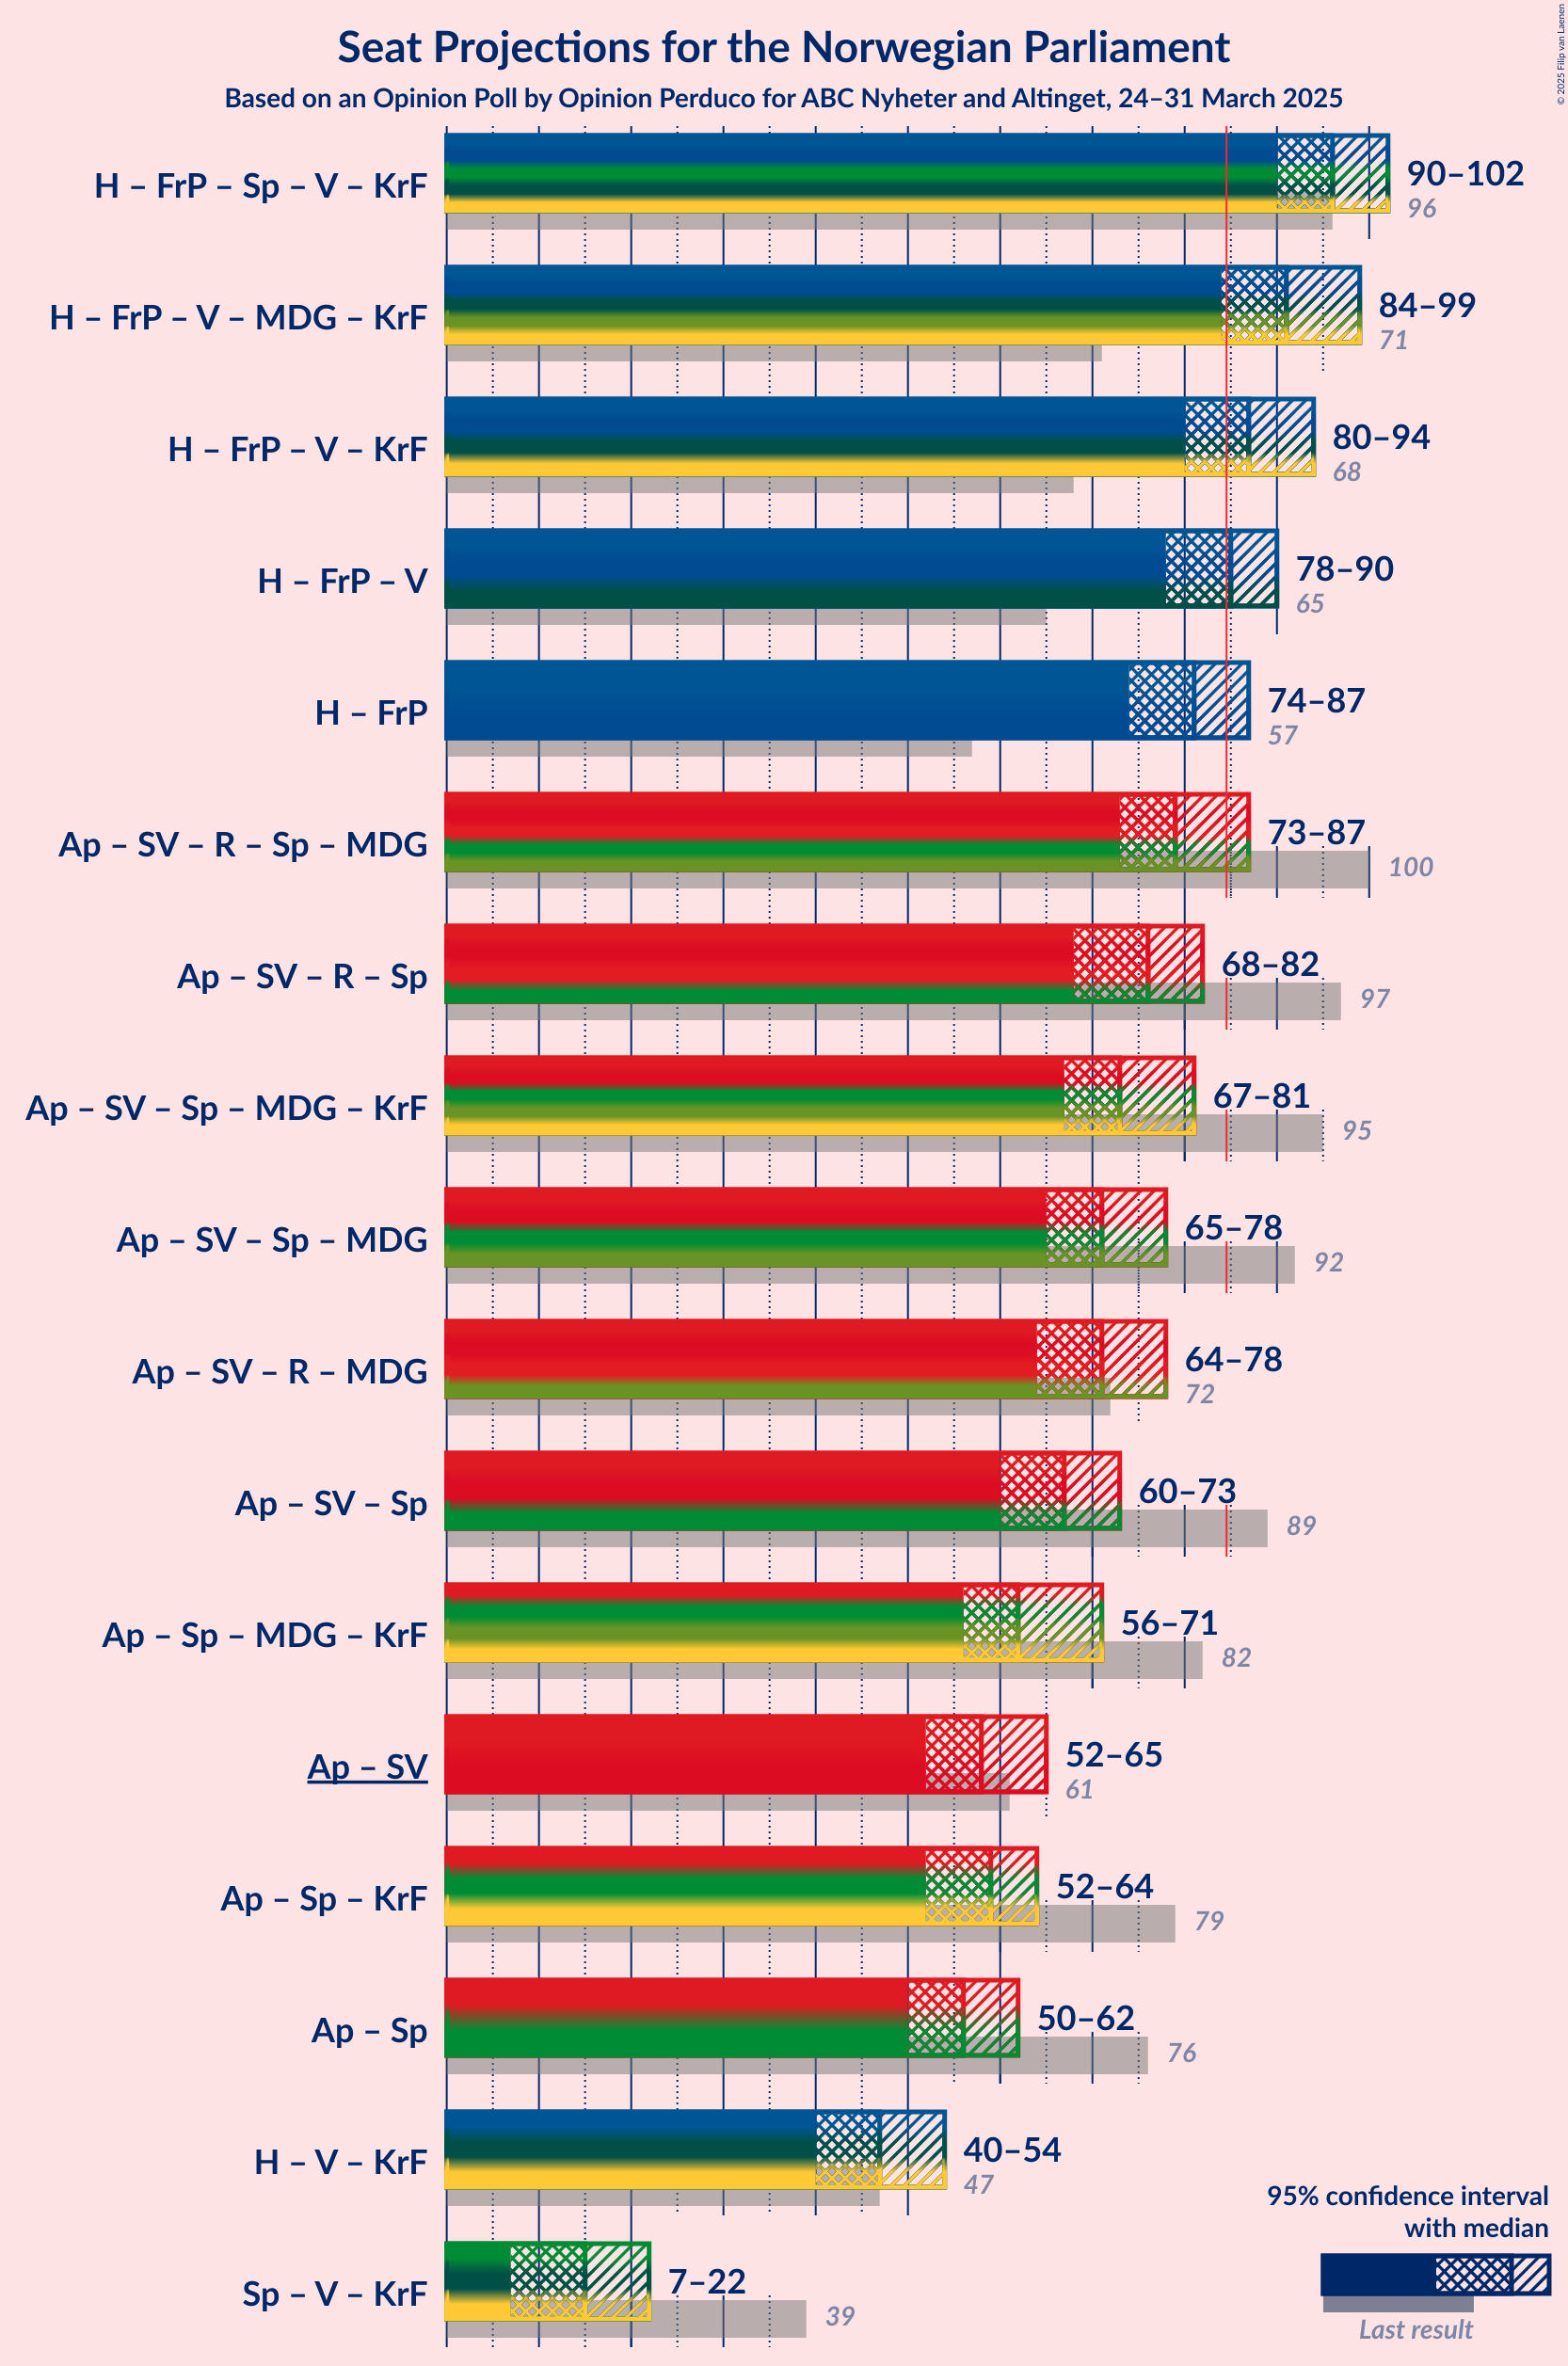 Seat Projections for the Norwegian Parliament
Based on an Opinion Poll by Opinion Perduco for ABC Nyheter and Altinget, 24–31 March 2025
© 2025 Filip van Laenen
H – FrP – Sp – V – KrF
90–102
96
H – FrP – V – MDG – KrF
84–99
71
H – FrP – V – KrF
80–94
68
H – FrP – V
78–90
65
H – FrP
74–87
57
Ap – SV – R – Sp – MDG
73–87
100
Ap – SV – R – Sp
68–82
97
Ap – SV – Sp – MDG – KrF
67–81
95
Ap – SV – Sp – MDG
65–78
92
Ap – SV – R – MDG
64–78
72
Ap – SV – Sp
60–73
89
Ap – Sp – MDG – KrF
56–71
82
Ap – SV
52–65
61
Ap – Sp – KrF
52–64
79
Ap – Sp
50–62
76
H – V – KrF
40–54
47
Sp – V – KrF
7–22
39
95% confidence interval
with median
Last result